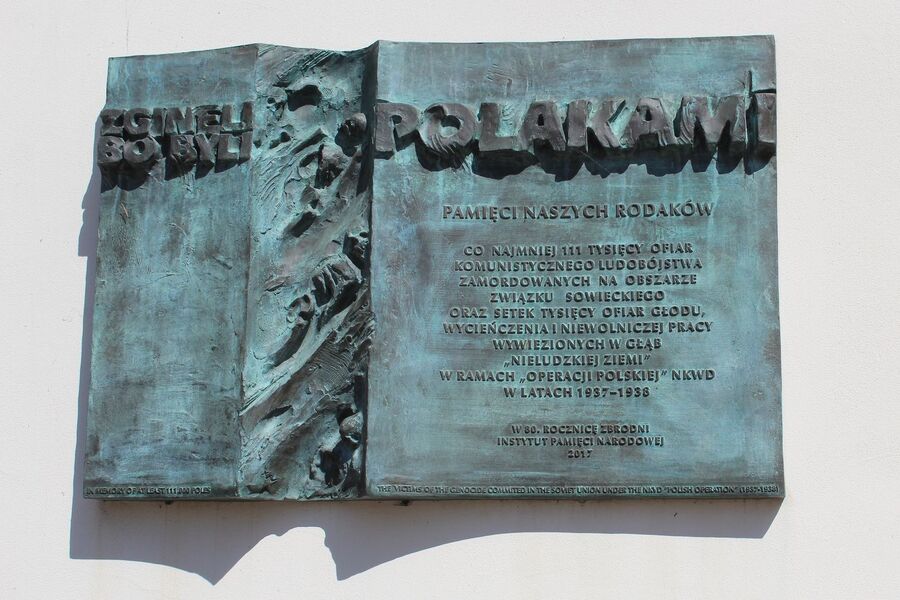 ZGINĘLI
BO BYLI
POLAKAMI
PAMIĘCI NASZYCH RODAKÓW
CO NAJMNIEJ 111 TYSIĘCY OFIAR
KOMUNISTYCZNEGO LUDOBÓJSTWA
ZAMORDOWANYCH NA OBSZARZE
ZWIĄZKU SOWIECKIEGO
ORAZ SETEK TYSIĘCY OFIAR GŁODU,
WYCIEŃCZENIA I NIEWOLNICZEJ PRACY
WYWIEZIONYCH W GŁĄB
„NIELUDZKIEJ ZIEMI”
W RAMACH „OPERACJI POLSKIEJ” NKWD
W LATACH 1937–1938
W 80. ROCZNICĘ ZBRODNI
INSTYTUT PAMIĘCI NARODOWEJ
2017
IN MEMORY OF AT LEAST 111,000 POLES
THE VICTIMS OF THE GENOCIDE COMMITED IN THE SOVIET UNION UNDER THE NKVD "POLISH OPERATION" (1937-1938)